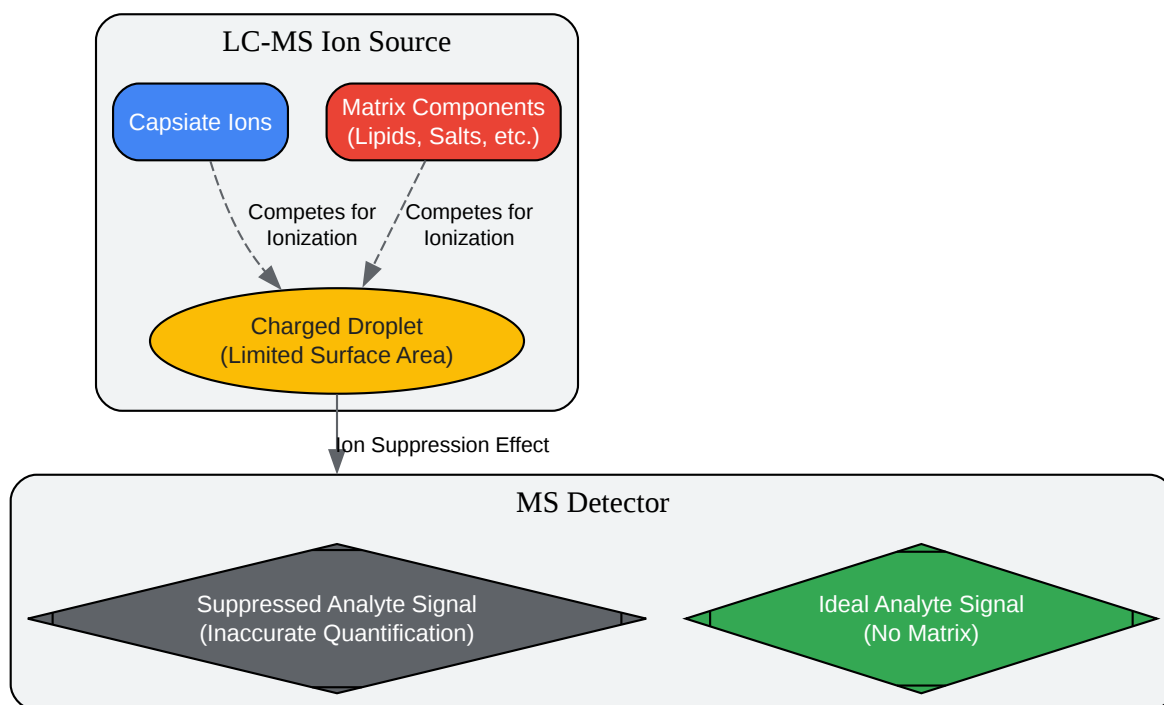 LC-MS Ion Source
Capsiate Ions
Matrix Components
(Lipids, Salts, etc.)
Competes for
Ionization
Competes for
Ionization
Charged Droplet
(Limited Surface Area)
Ion Suppression Effect
MS Detector
Suppressed Analyte Signal
(Inaccurate Quantification)
Ideal Analyte Signal
(No Matrix)